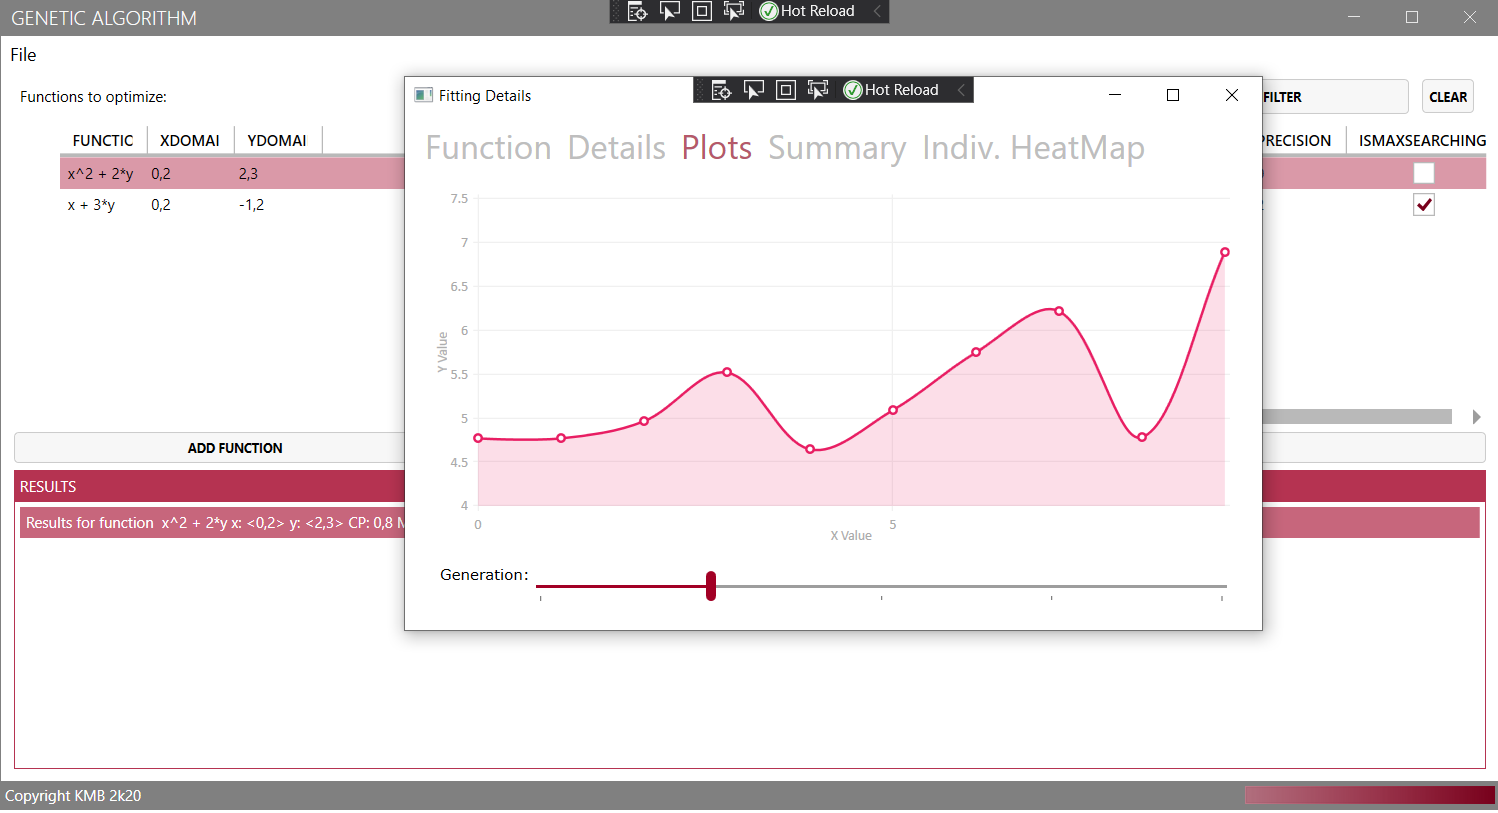 GENETIC ALGORITHM
Hot Reload
File
Functions to optimize:
FILTER
CLEAR
FUNCTIC XDOMAI YDOMAI
RECISION ISMAXSEARCHING
x^2 + 2*y 0,2 2,3
x + 3*y 0,2 -1,2
Fitting Details
Hot Reload
Function Details Plots Summary Indiv. HeatMap
7.5
7
6.5
6
5.5
5
4.5
4
Y Value
0 5
X Value
Generation:
ADD FUNCTION
RESULTS
Results for function x^2 + 2*y x: <0,2> y: <2,3> CP: 0,8 M
Copyright KMB 2k20